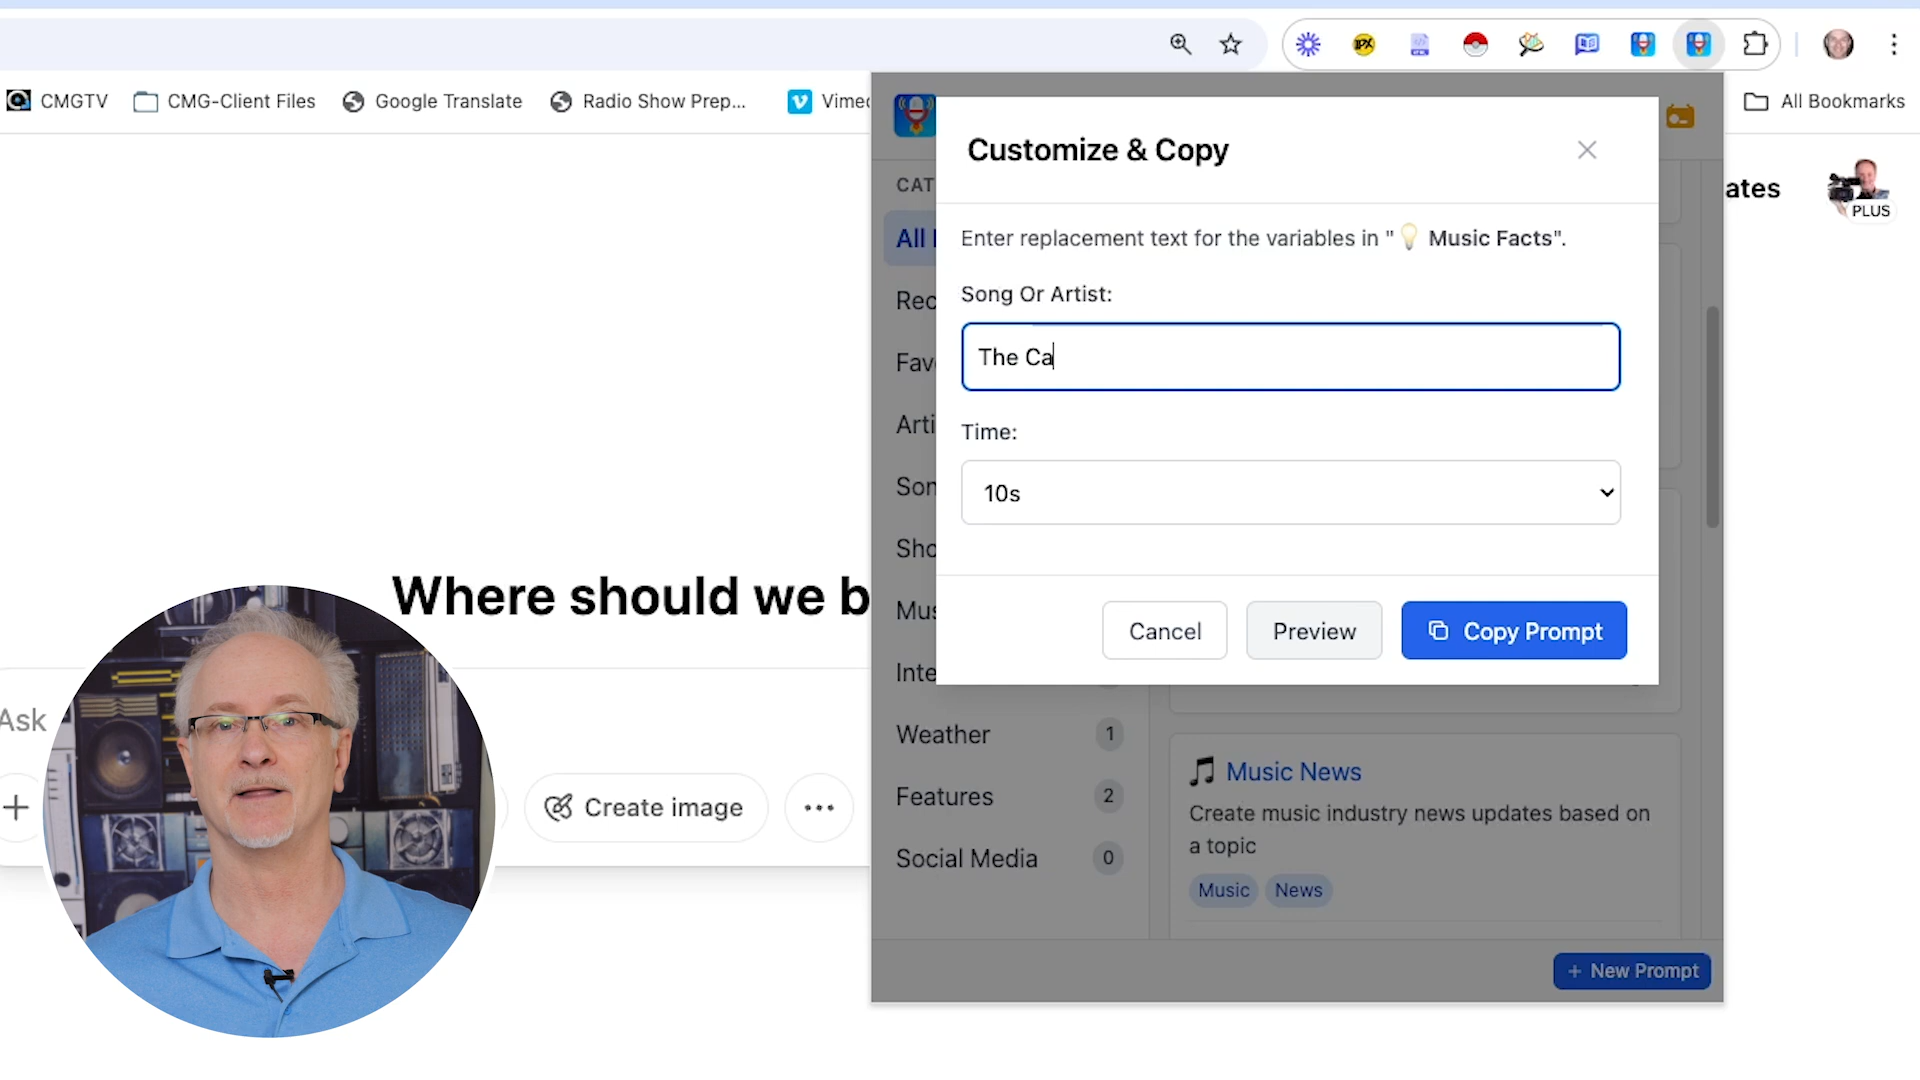 CMGTV
CMG-Client Files
Google Translate
Radio Show Prep...
Vime
All Bookmarks
Customize & Copy
CAT
ates
PLUS
Enter replacement text for the variables in "💡 Music Facts".
All
Song Or Artist:
Rec
The Ca
Fav
Arti
Time:
Son
10s
Sho
Where should we b
Mus
Cancel
Preview
Copy Prompt
Inte
Ask
Weather 1
Music News
Create image
Features 2
Create music industry news updates based on
a topic
Social Media 0
Music
News
+ New Prompt